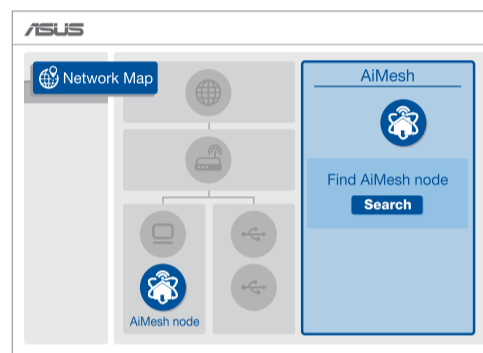 ASUS
Network Map
AiMesh
Find AiMesh node
Search
AiMesh node